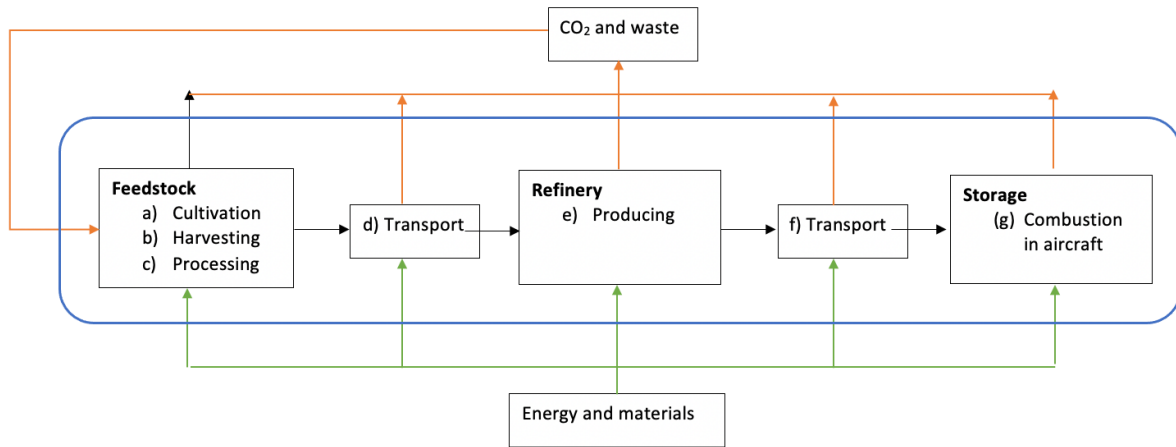 CO₂ and waste
Feedstock
a) Cultivation
b) Harvesting
c) Processing
d) Transport
Refinery
e) Producing
f) Transport
Storage
(g) Combustion
in aircraft
Energy and materials